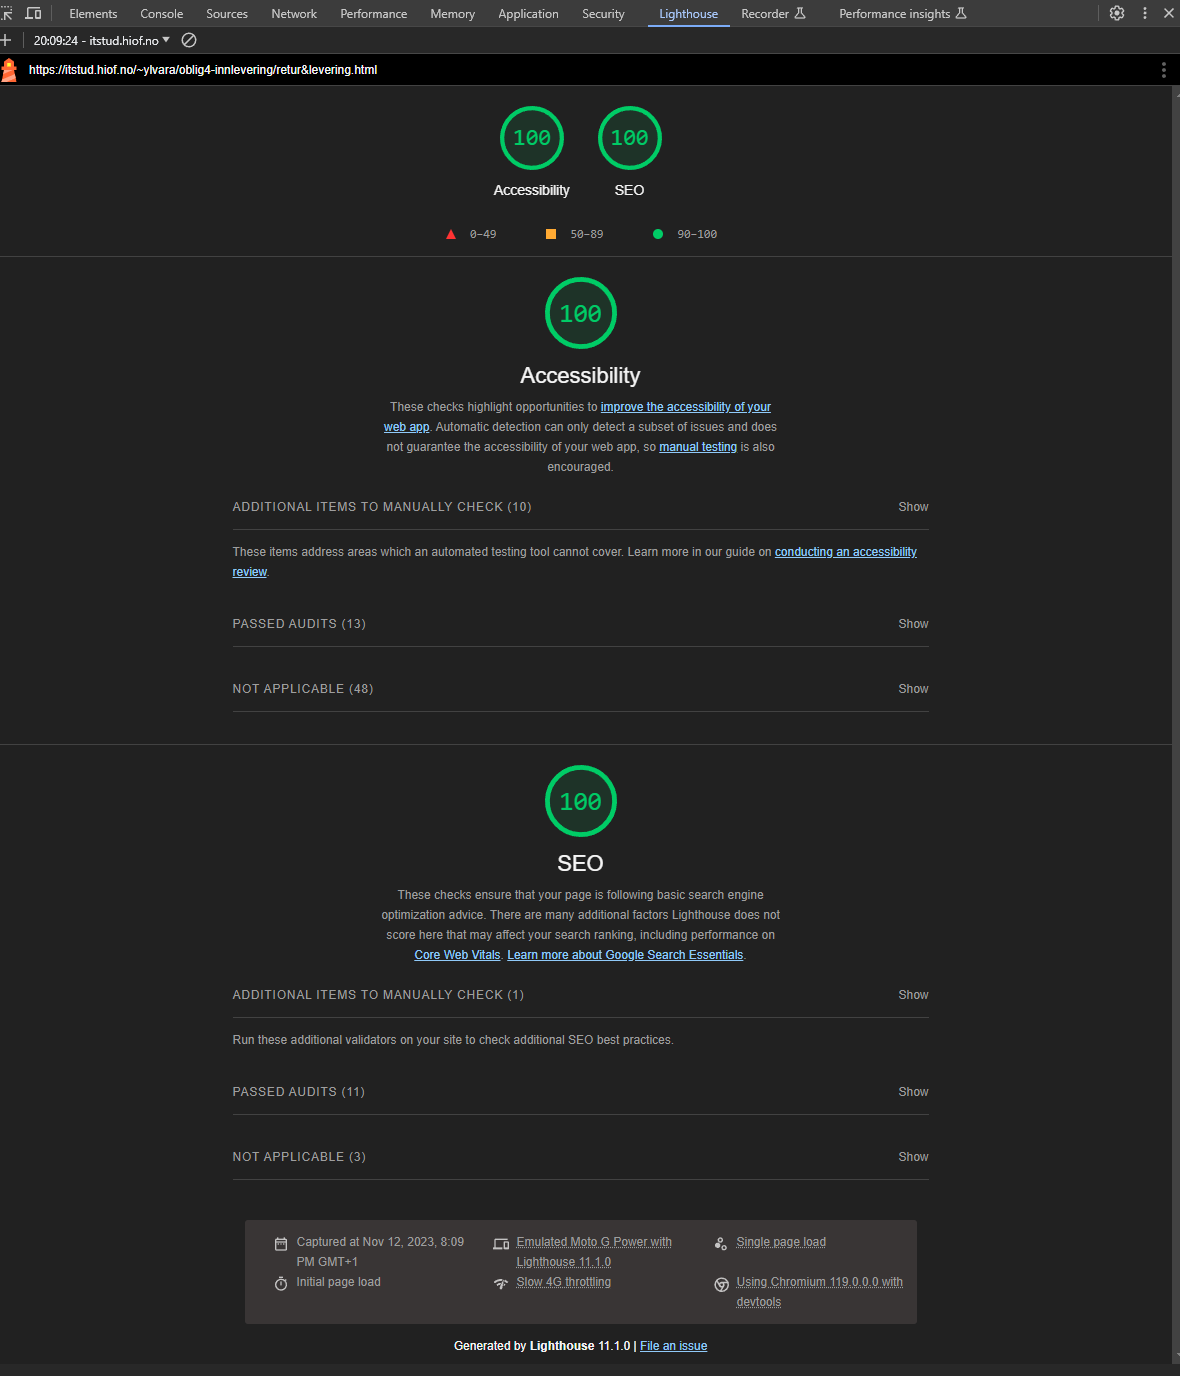 Elements Console Sources Network Performance Memory Application Security Lighthouse Recorder Performance insights
20:09:24 - itstud.hiof.no
https://itstud.hiof.no/~ylvara/oblig4-innlevering/retur&levering.html
100 100
Accessibility SEO
0–49 50–89 90–100
100
Accessibility
These checks highlight opportunities to improve the accessibility of your
web app. Automatic detection can only detect a subset of issues and does
not guarantee the accessibility of your web app, so manual testing is also
encouraged.
ADDITIONAL ITEMS TO MANUALLY CHECK (10) Show
These items address areas which an automated testing tool cannot cover. Learn more in our guide on conducting an accessibility
review.
PASSED AUDITS (13) Show
NOT APPLICABLE (48) Show
100
SEO
These checks ensure that your page is following basic search engine
optimization advice. There are many additional factors Lighthouse does not
score here that may affect your search ranking, including performance on
Core Web Vitals. Learn more about Google Search Essentials.
ADDITIONAL ITEMS TO MANUALLY CHECK (1) Show
Run these additional validators on your site to check additional SEO best practices.
PASSED AUDITS (11) Show
NOT APPLICABLE (3) Show
Captured at Nov 12, 2023, 8:09
PM GMT+1
Initial page load
Emulated Moto G Power with
Lighthouse 11.1.0
Slow 4G throttling
Single page load
Using Chromium 119.0.0.0 with
devtools
Generated by Lighthouse 11.1.0 | File an issue